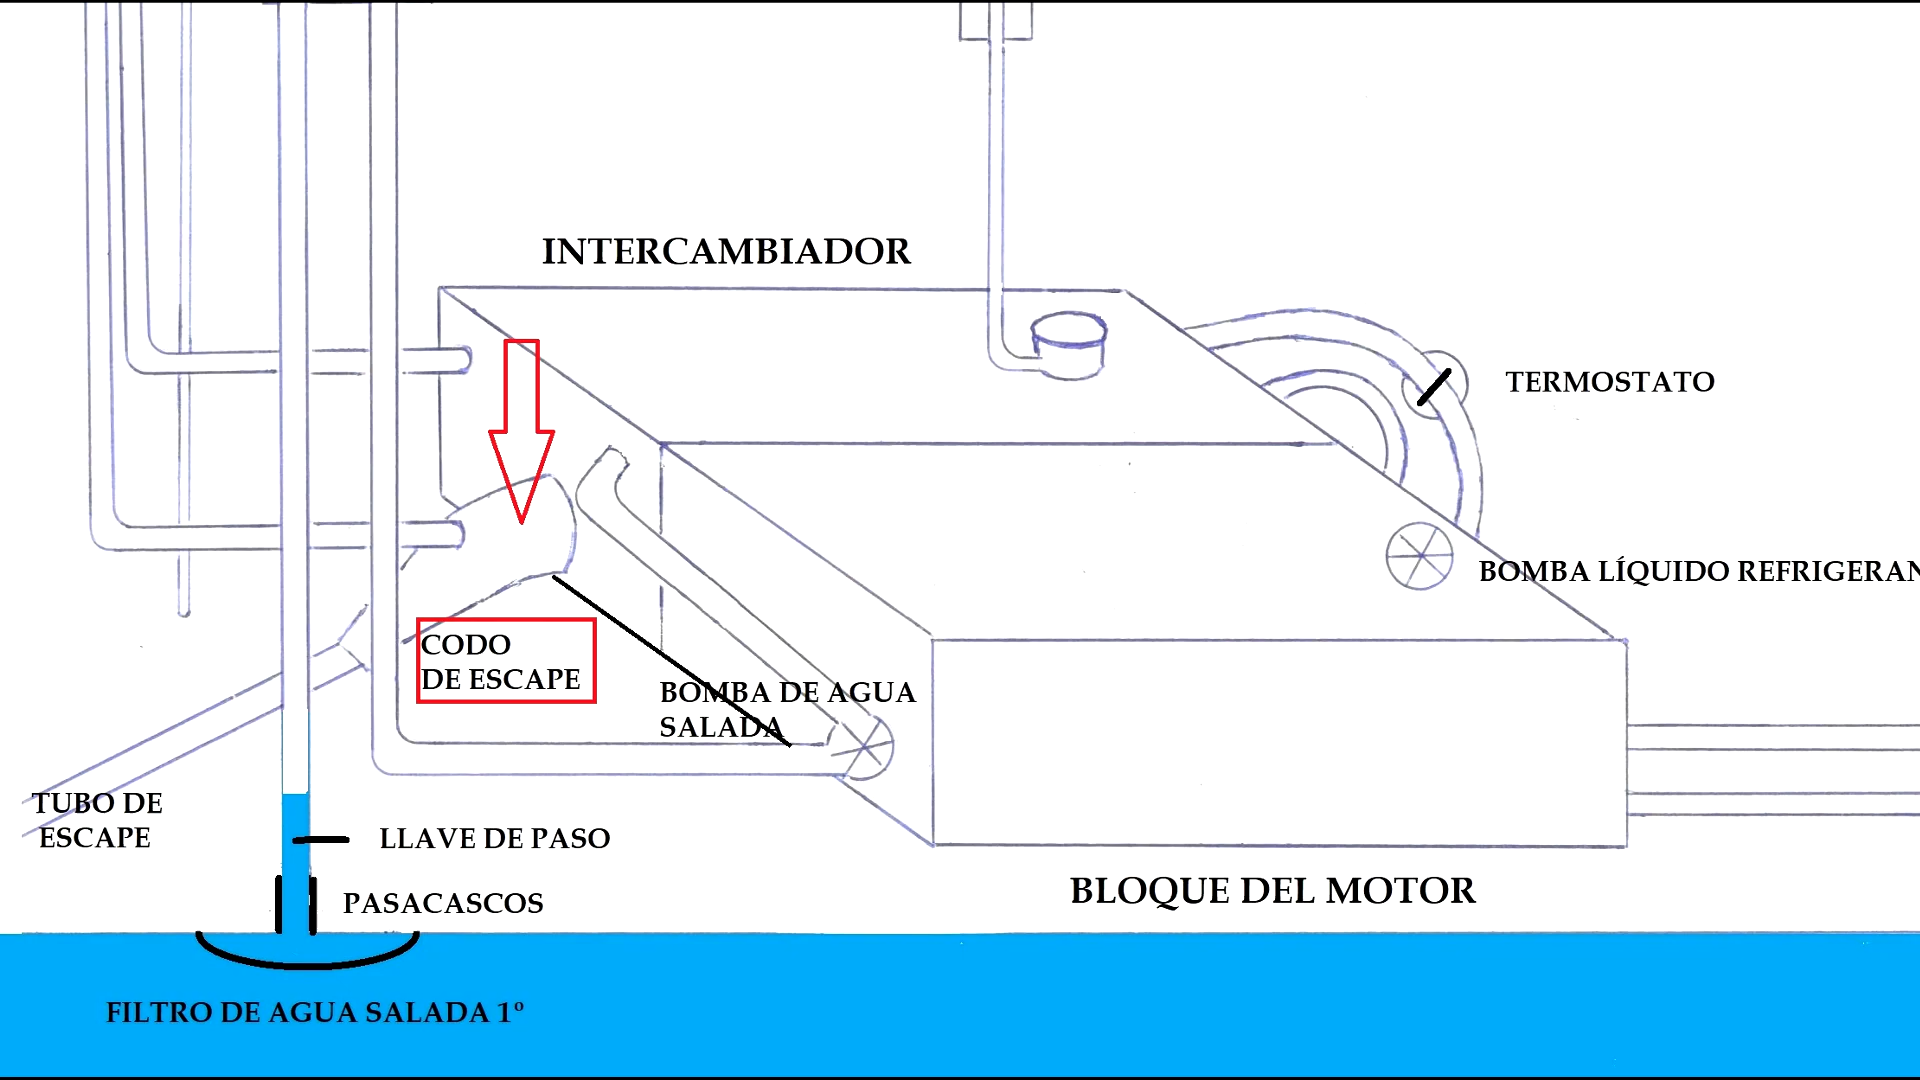 INTERCAMBIADOR
TERMOSTATO
BOMBA LÍQUIDO REFRIGERAN
CODO
DE ESCAPE
BOMBA DE AGUA
SALADA
TUBO DE
ESCAPE
LLAVE DE PASO
PASACASCOS
BLOQUE DEL MOTOR
FILTRO DE AGUA SALADA 1º